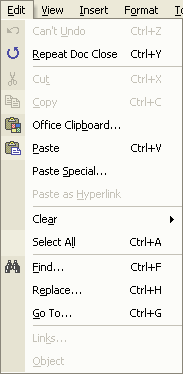 Edit View Insert Format To
Can't Undo Ctrl+Z
Repeat Doc Close Ctrl+Y
Cut Ctrl+X
Copy Ctrl+C
Office Clipboard...
Paste Ctrl+V
Paste Special...
Paste as Hyperlink
Clear
Select All Ctrl+A
Find... Ctrl+F
Replace... Ctrl+H
Go To... Ctrl+G
Links...
Object